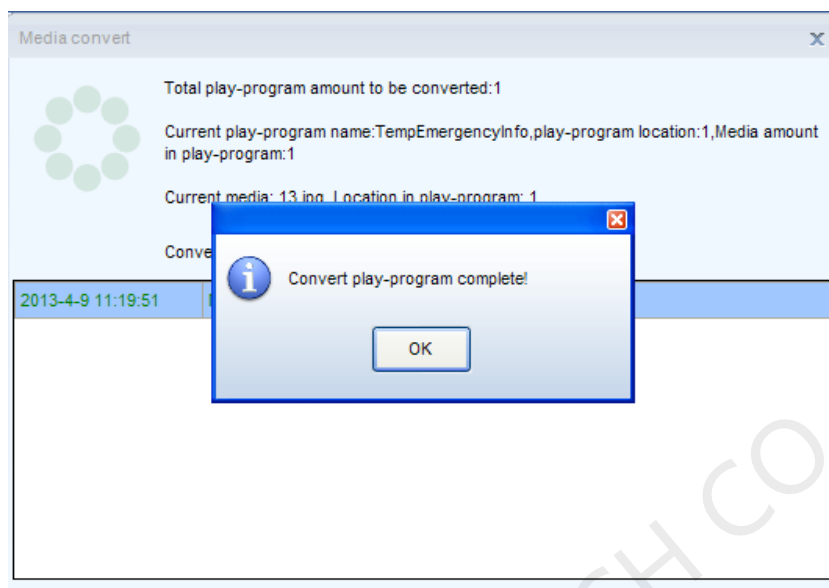 Media convert
Total play-program amount to be converted:1
Current play-program name:TempEmergencyInfo,play-program location:1,Media amount
in play-program:1
Current media: 13.jpg, Location in play-program: 1
Convert play-program complete!
2013-4-9 11:19:51
OK
CH CO